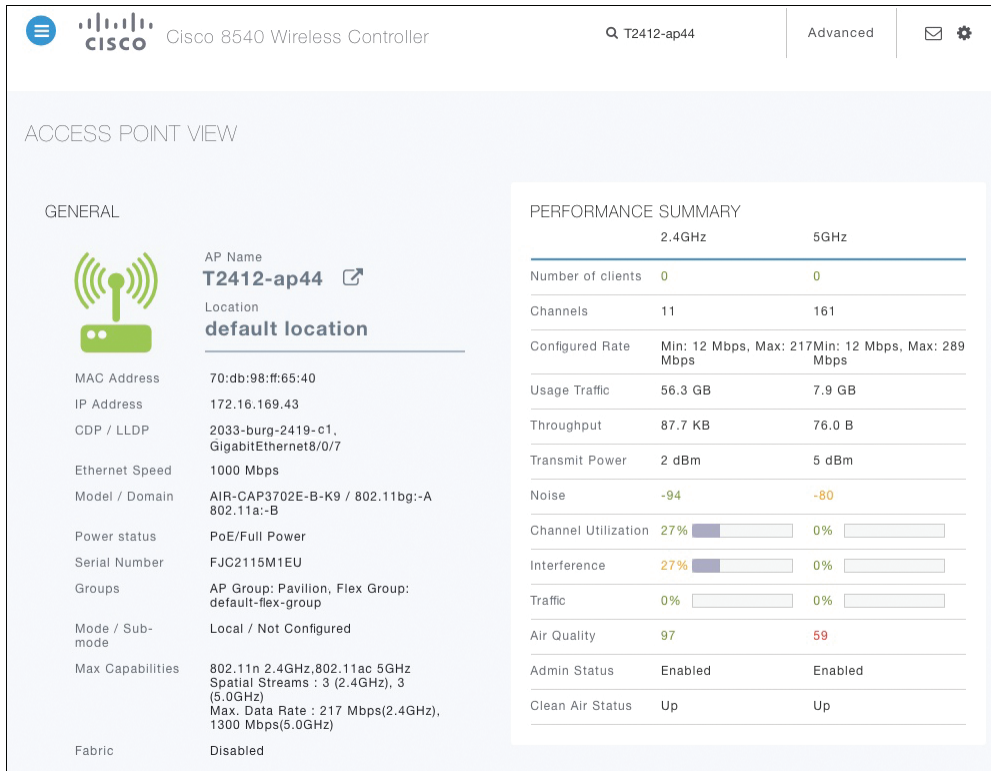 CISCO Cisco 8540 Wireless Controller T2412-ap44 Advanced
ACCESS POINT VIEW
GENERAL
AP Name
T2412-ap44
Location
default location
MAC Address 70:db:98:ff:65:40
IP Address 172.16.169.43
CDP / LLDP 2033-burg-2419-c1,
GigabitEthernet8/0/7
Ethernet Speed 1000 Mbps
Model / Domain AIR-CAP3702E-B-K9 / 802.11bg:-A
802.11a:-B
Power status PoE/Full Power
Serial Number FJC2115M1EU
Groups AP Group: Pavilion, Flex Group:
default-flex-group
Mode / Sub- Local / Not Configured
mode
Max Capabilities 802.11n 2.4GHz,802.11ac 5GHz
Spatial Streams : 3 (2.4GHz), 3
(5.0GHz)
Max. Data Rate : 217 Mbps(2.4GHz),
1300 Mbps(5.0GHz)
Fabric Disabled
PERFORMANCE SUMMARY
2.4GHz 5GHz
Number of clients 0 0
Channels 11 161
Configured Rate Min: 12 Mbps, Max: 217 Min: 12 Mbps, Max: 289
Mbps Mbps
Usage Traffic 56.3 GB 7.9 GB
Throughput 87.7 KB 76.0 B
Transmit Power 2 dBm 5 dBm
Noise -94 -80
Channel Utilization 27% 0%
Interference 27% 0%
Traffic 0% 0%
Air Quality 97 59
Admin Status Enabled Enabled
Clean Air Status Up Up